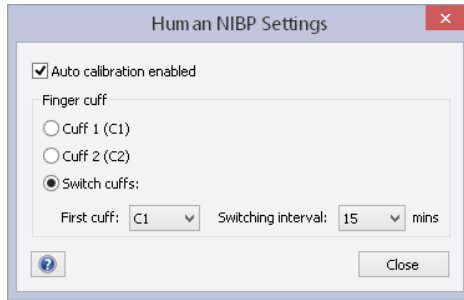 Human NIBP Settings
Auto calibration enabled
Finger cuff
Cuff 1 (C1)
Cuff 2 (C2)
Switch cuffs:
First cuff: C1 Switching interval: 15 mins
? Close